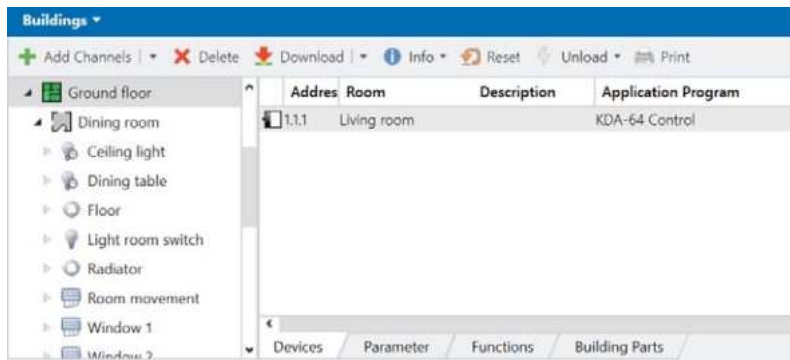 Buildings
Add Channels Delete Download Info Reset Unload Print
Ground floor
Dining room
Ceiling light
Dining table
Floor
Light room switch
Radiator
Room movement
Window 1
Window 2
Addres Room Description Application Program
1.1.1 Living room KDA-64 Control
Devices Parameter Functions Building Parts